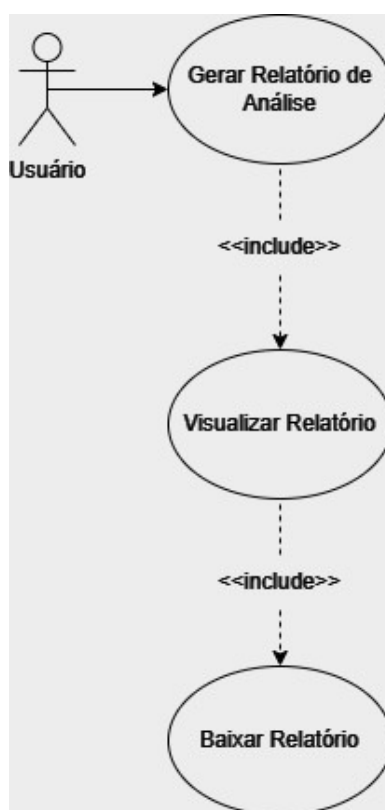 Gerar Relatório de
Análise
Usuário
<<include>>
Visualizar Relatório
<<include>>
Baixar Relatório